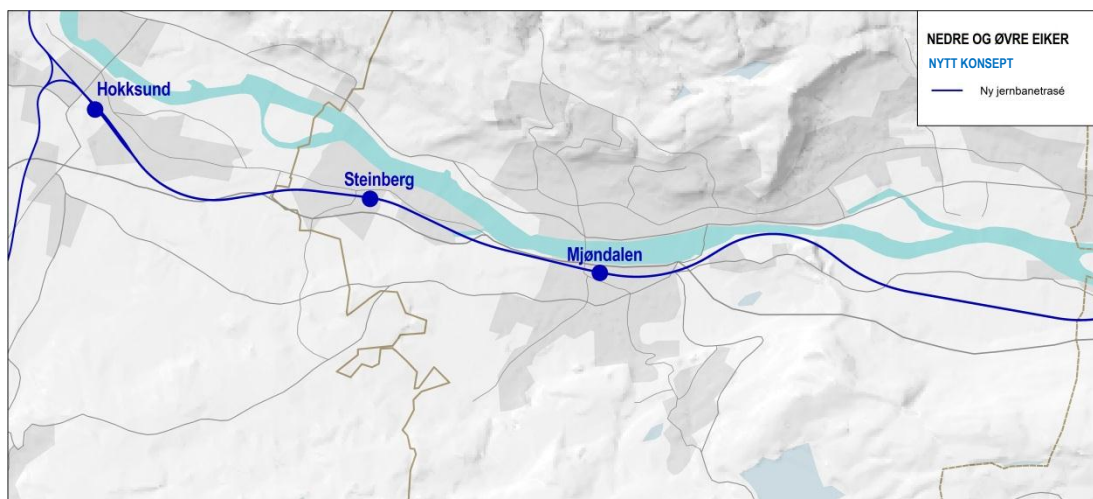 NEDRE OG ØVRE EIKER
NYTT KONSEPT
Ny jernbanetrasé
Hokksund
Steinberg
Mjøndalen